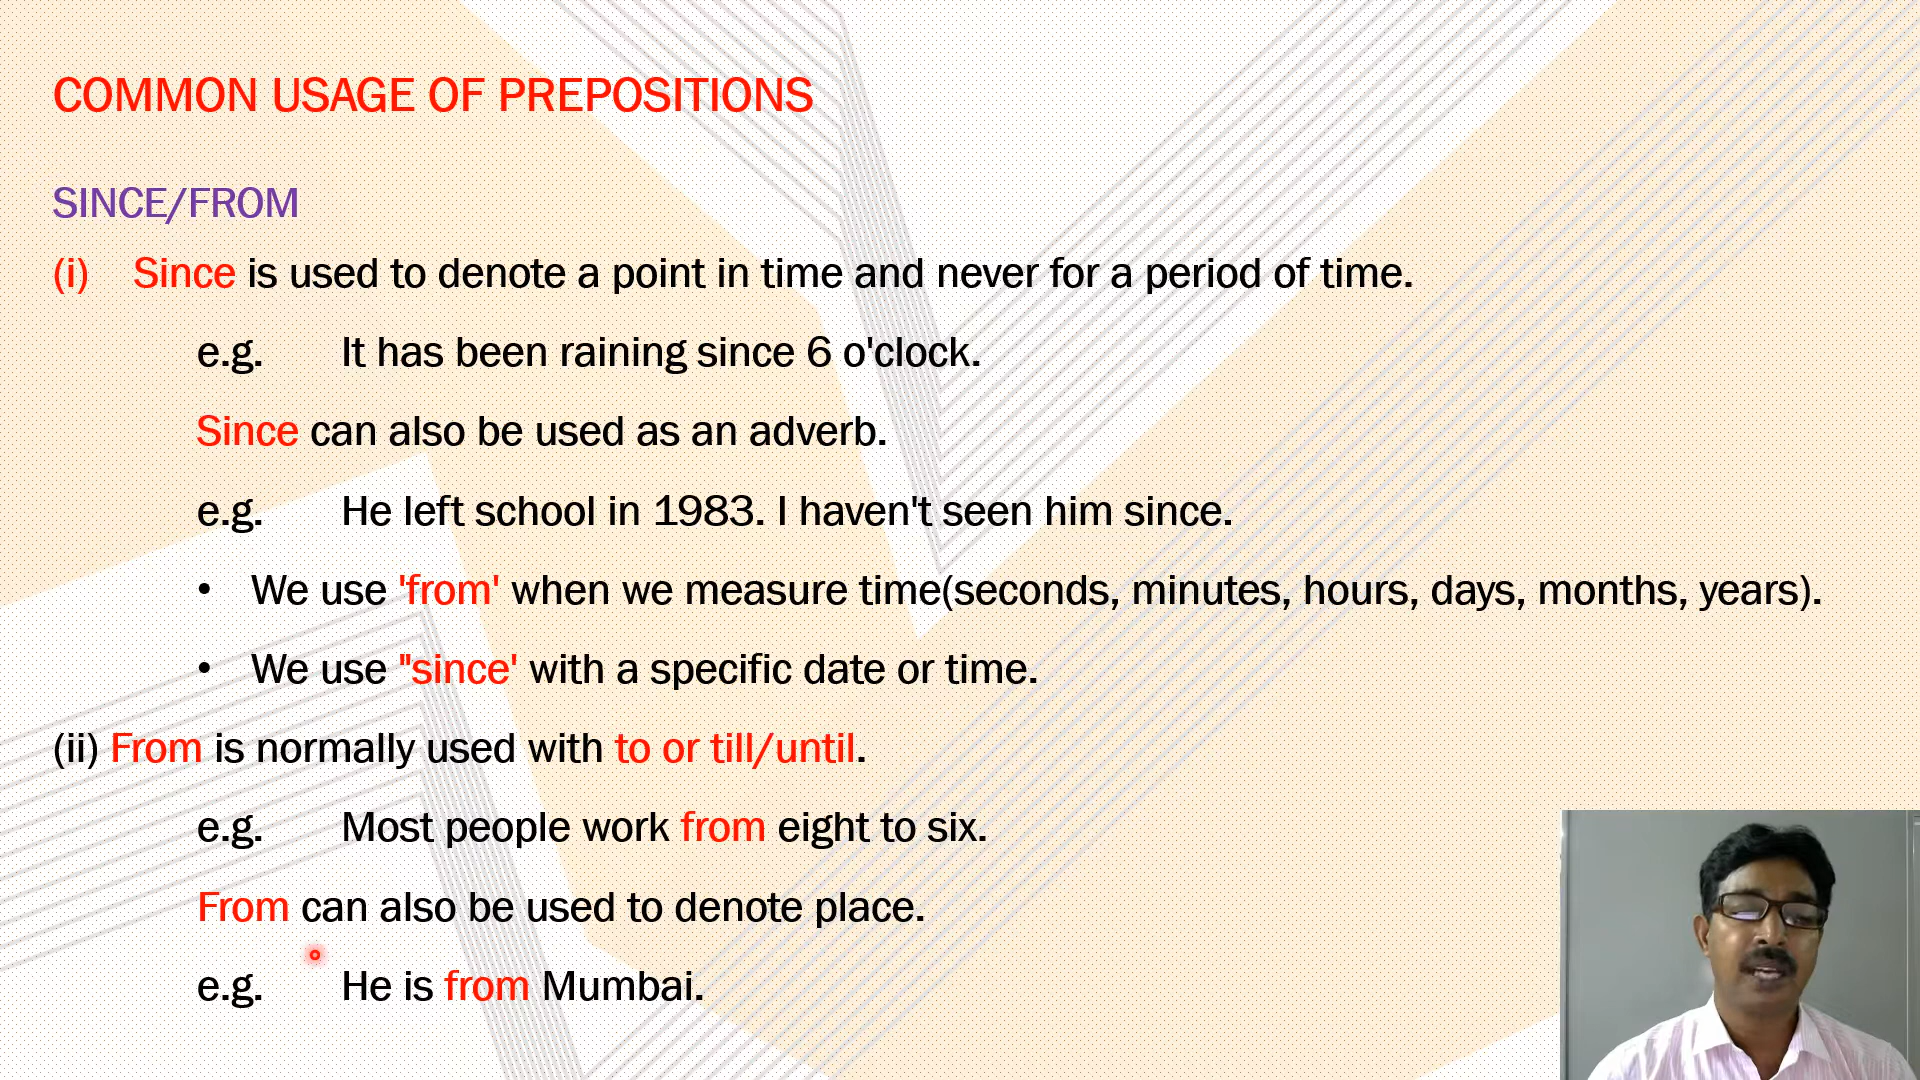 COMMON USAGE OF PREPOSITIONS
SINCE/FROM
(i) Since is used to denote a point in time and never for a period of time.
e.g. It has been raining since 6 o'clock.
Since can also be used as an adverb.
e.g. He left school in 1983. I haven't seen him since.
• We use 'from' when we measure time(seconds, minutes, hours, days, months, years).
• We use "since' with a specific date or time.
(ii) From is normally used with to or till/until.
e.g. Most people work from eight to six.
From can also be used to denote place.
e.g. He is from Mumbai.